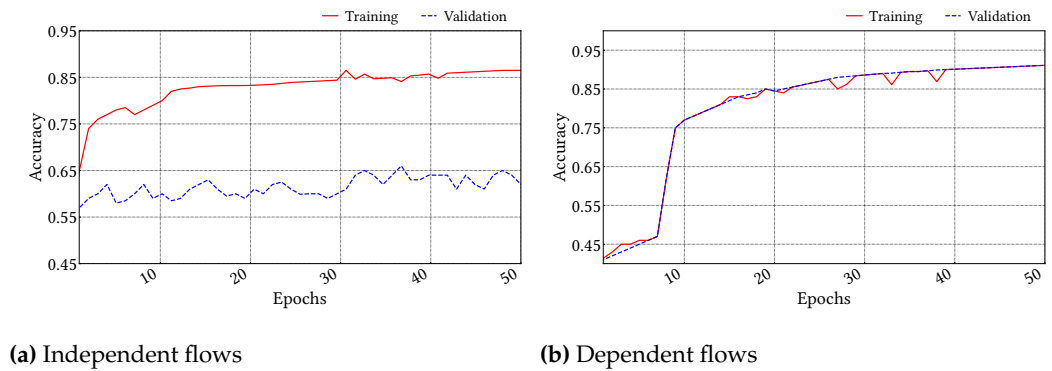 Training Validation
0.95
0.85
0.75
0.65
0.55
0.45
Accuracy
10 20 30 40 50
Epochs
(a) Independent flows
Training Validation
0.95
0.85
0.75
0.65
0.55
0.45
Accuracy
10 20 30 40 50
Epochs
(b) Dependent flows